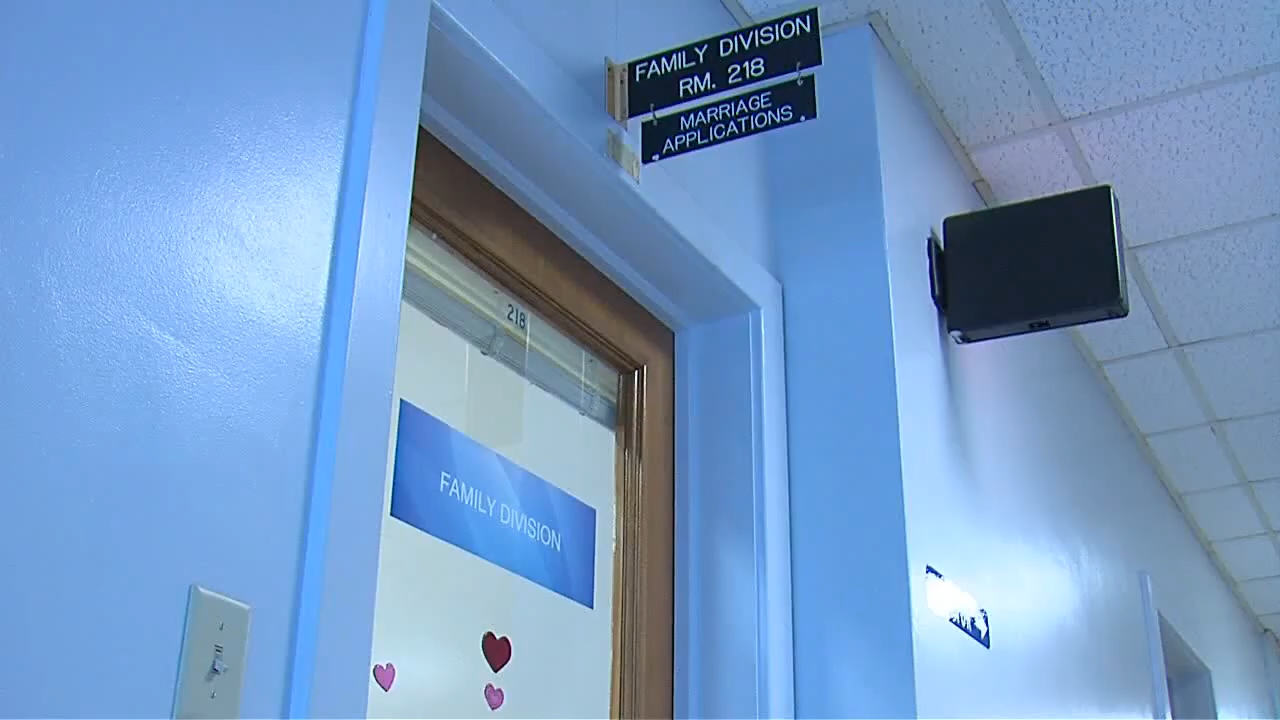 FAMILY DIVISION
RM. 218
MARRIAGE
APPLICATIONS
218
FAMILY DIVISION